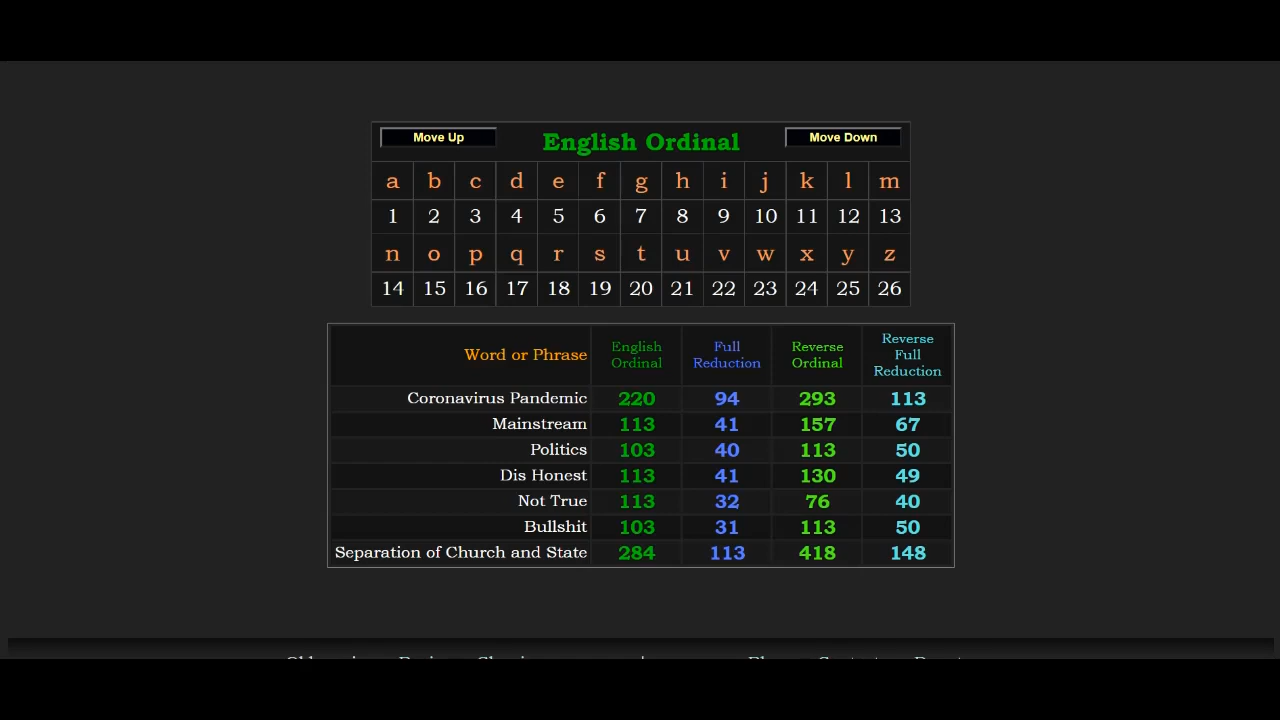 Move Up English Ordinal Move Down
a b c d e f g h i j k l m
1 2 3 4 5 6 7 8 9 10 11 12 13
n o p q r s t u v w x y z
14 15 16 17 18 19 20 21 22 23 24 25 26
Word or Phrase English Ordinal Full Reduction Reverse Ordinal Reverse Full Reduction
Coronavirus Pandemic 220 94 293 113
Mainstream 113 41 157 67
Politics 103 40 113 50
Dis Honest 113 41 130 49
Not True 113 32 76 40
Bullshit 103 31 113 50
Separation of Church and State 284 113 418 148